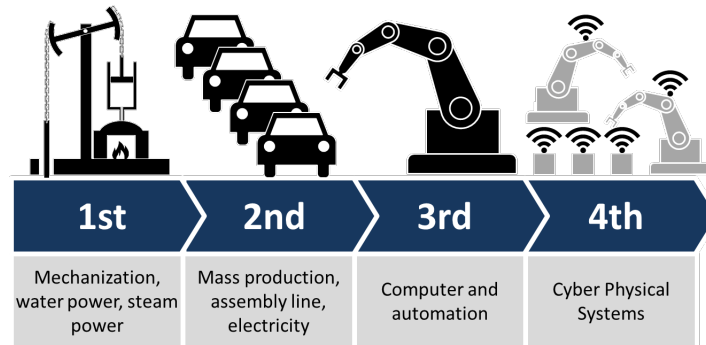 1st
2nd
3rd
4th
Mechanization,
water power, steam
power
Mass production,
assembly line,
electricity
Computer and
automation
Cyber Physical
Systems